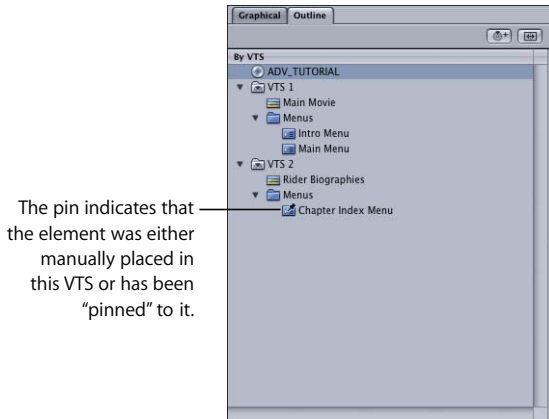 Graphical Outline
By VTS
ADV_TUTORIAL
VTS 1
Main Movie
Menus
Intro Menu
Main Menu
VTS 2
Rider Biographies
Menus
Chapter Index Menu
The pin indicates that
the element was either
manually placed in
this VTS or has been
“pinned” to it.